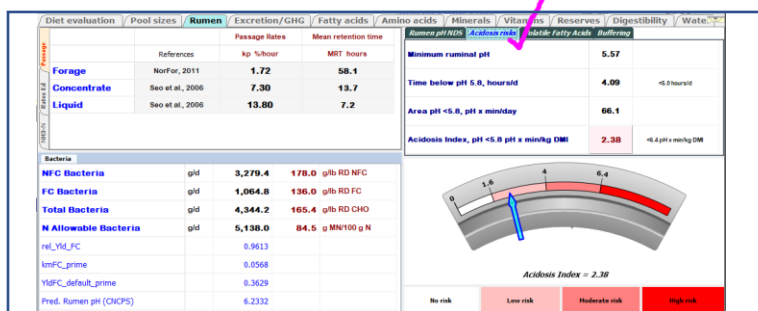 Diet evaluation Pool sizes Rumen Excretion/GHG Fatty acids Amino acids Minerals Vitamins Reserves Digestibility Wate
Passage
Rates Ed
Passage Rates Mean retention time
References kp %/hour MRT hours
Forage NorFor, 2011 1.72 58.1
Concentrate Seo et al., 2006 7.30 13.7
Liquid Seo et al., 2006 13.80 7.2
Rumen pH NDS Acidosis risks Volatile Fatty Acids Buffering
Minimum ruminal pH 5.57
Time below pH 5.8, hours/d 4.09 <5.0 hours/d
Area pH <5.8, pH x min/day 66.1
Acidosis Index, pH <5.8 pH x min/kg DMI 2.38 <6.4 pH x min/kg DMI
Bacteria
NFC Bacteria g/d 3,279.4 178.0 g/lb RD NFC
FC Bacteria g/d 1,064.8 136.0 g/lb RD FC
Total Bacteria g/d 4,344.2 165.4 g/lb RD CHO
N Allowable Bacteria g/d 5,138.0 84.5 g MN/100 g N
rel_Yld_FC 0.9613
kmFC_prime 0.0568
YldFC_default_prime 0.3629
Pred. Rumen pH (CNCPS) 6.2332
0 1.6 4 6.4
Acidosis Index = 2.38
No risk Low risk Moderate risk High risk